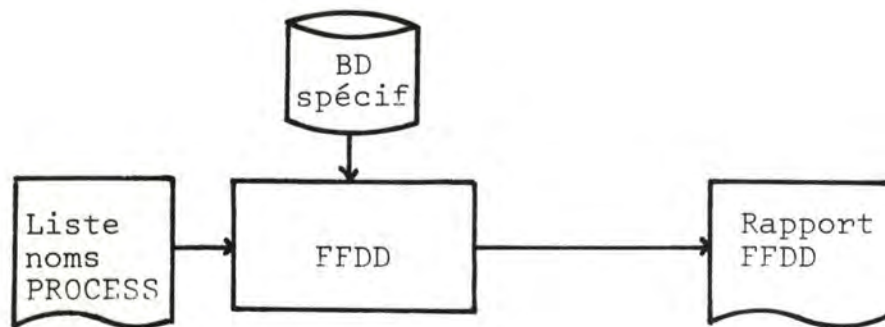 BD
spécif
Liste
noms
PROCESS
FFDD
Rapport
FFDD